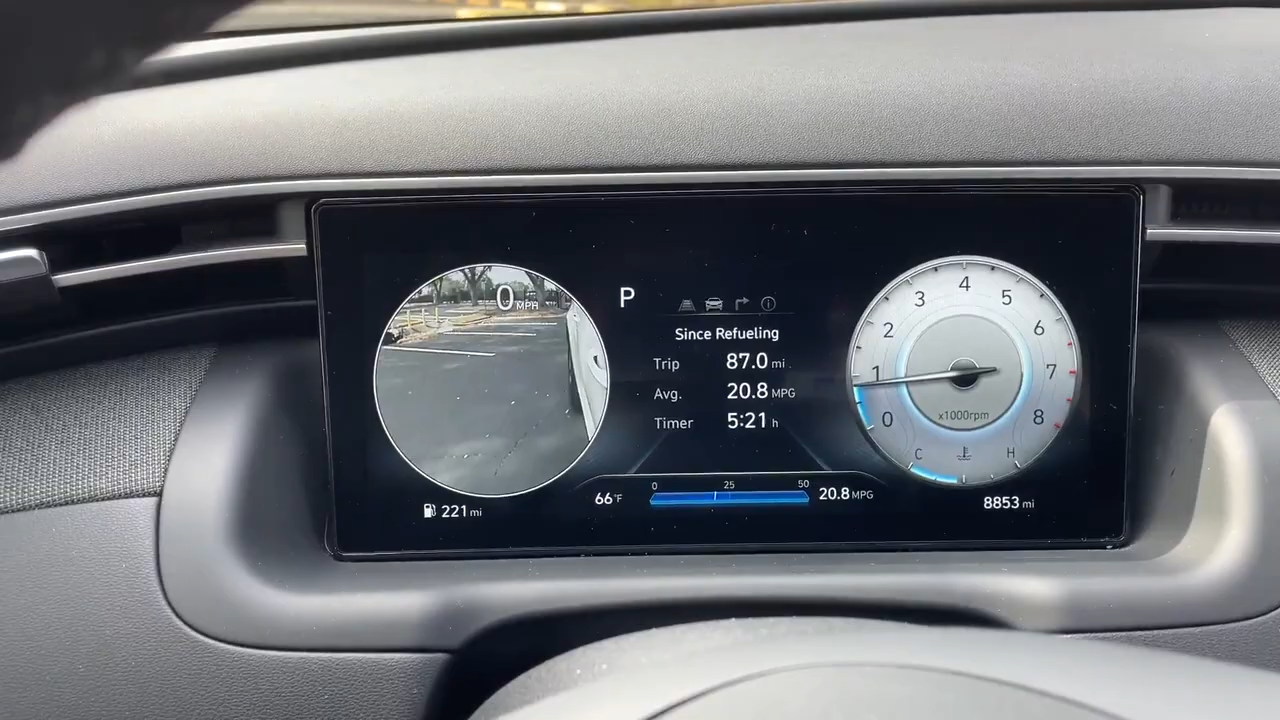 0 MPH
P
Since Refueling
Trip 87.0 mi
Avg. 20.8 MPG
Timer 5:21 h
66°F
0 25 50
20.8 MPG
221 mi
0 1 2 3 4 5 6 7 8
x1000rpm
C H
8853 mi